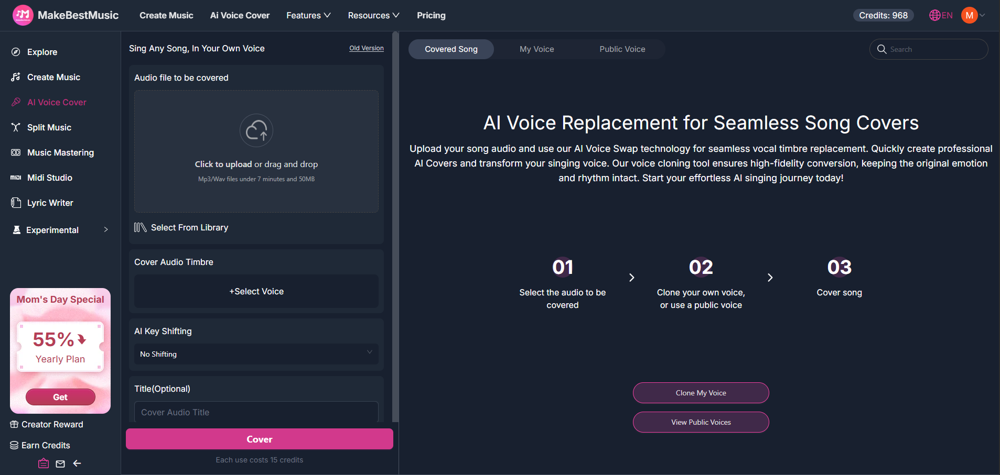 MakeBestMusic
Create Music
Ai Voice Cover
Features
Resources
Pricing
Credits: 968
EN
M
Explore
Create Music
AI Voice Cover
Split Music
Music Mastering
MIDI
Midi Studio
Lyric Writer
Experimental
Mom's Day Special
55%
Yearly Plan
Get
Creator Reward
Earn Credits
Sing Any Song, In Your Own Voice
Old Version
Audio file to be covered
Click to upload or drag and drop
Mp3/Wav files under 7 minutes and 50MB
Select From Library
Cover Audio Timbre
+Select Voice
AI Key Shifting
No Shifting
Title(Optional)
Cover Audio Title
Cover
Each use costs 15 credits
Covered Song
My Voice
Public Voice
Search
AI Voice Replacement for Seamless Song Covers
Upload your song audio and use our AI Voice Swap technology for seamless vocal timbre replacement. Quickly create professional
AI Covers and transform your singing voice. Our voice cloning tool ensures high-fidelity conversion, keeping the original emotion
and rhythm intact. Start your effortless AI singing journey today!
01
Select the audio to be
covered
02
Clone your own voice,
or use a public voice
03
Cover song
Clone My Voice
View Public Voices